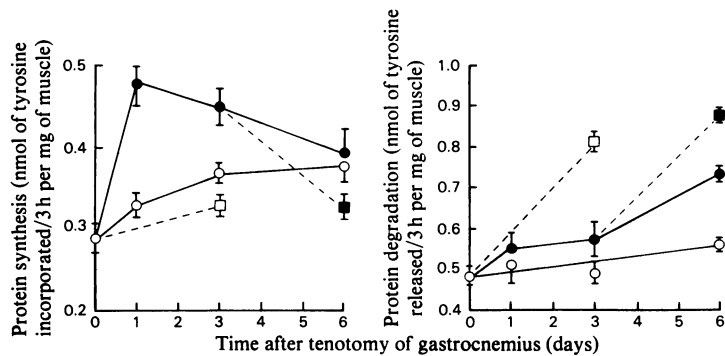 Protein synthesis (nmol of tyrosine
incorporated/3 h per mg of muscle)
0.5
0.4
0.3
0.2
0 1 2 3 4 5 6
Protein degradation (nmol of tyrosine
released/3 h per mg of muscle)
1.0
0.9
0.8
0.7
0.6
0.5
0.4
0 1 2 3 4 5 6
Time after tenotomy of gastrocnemius (days)